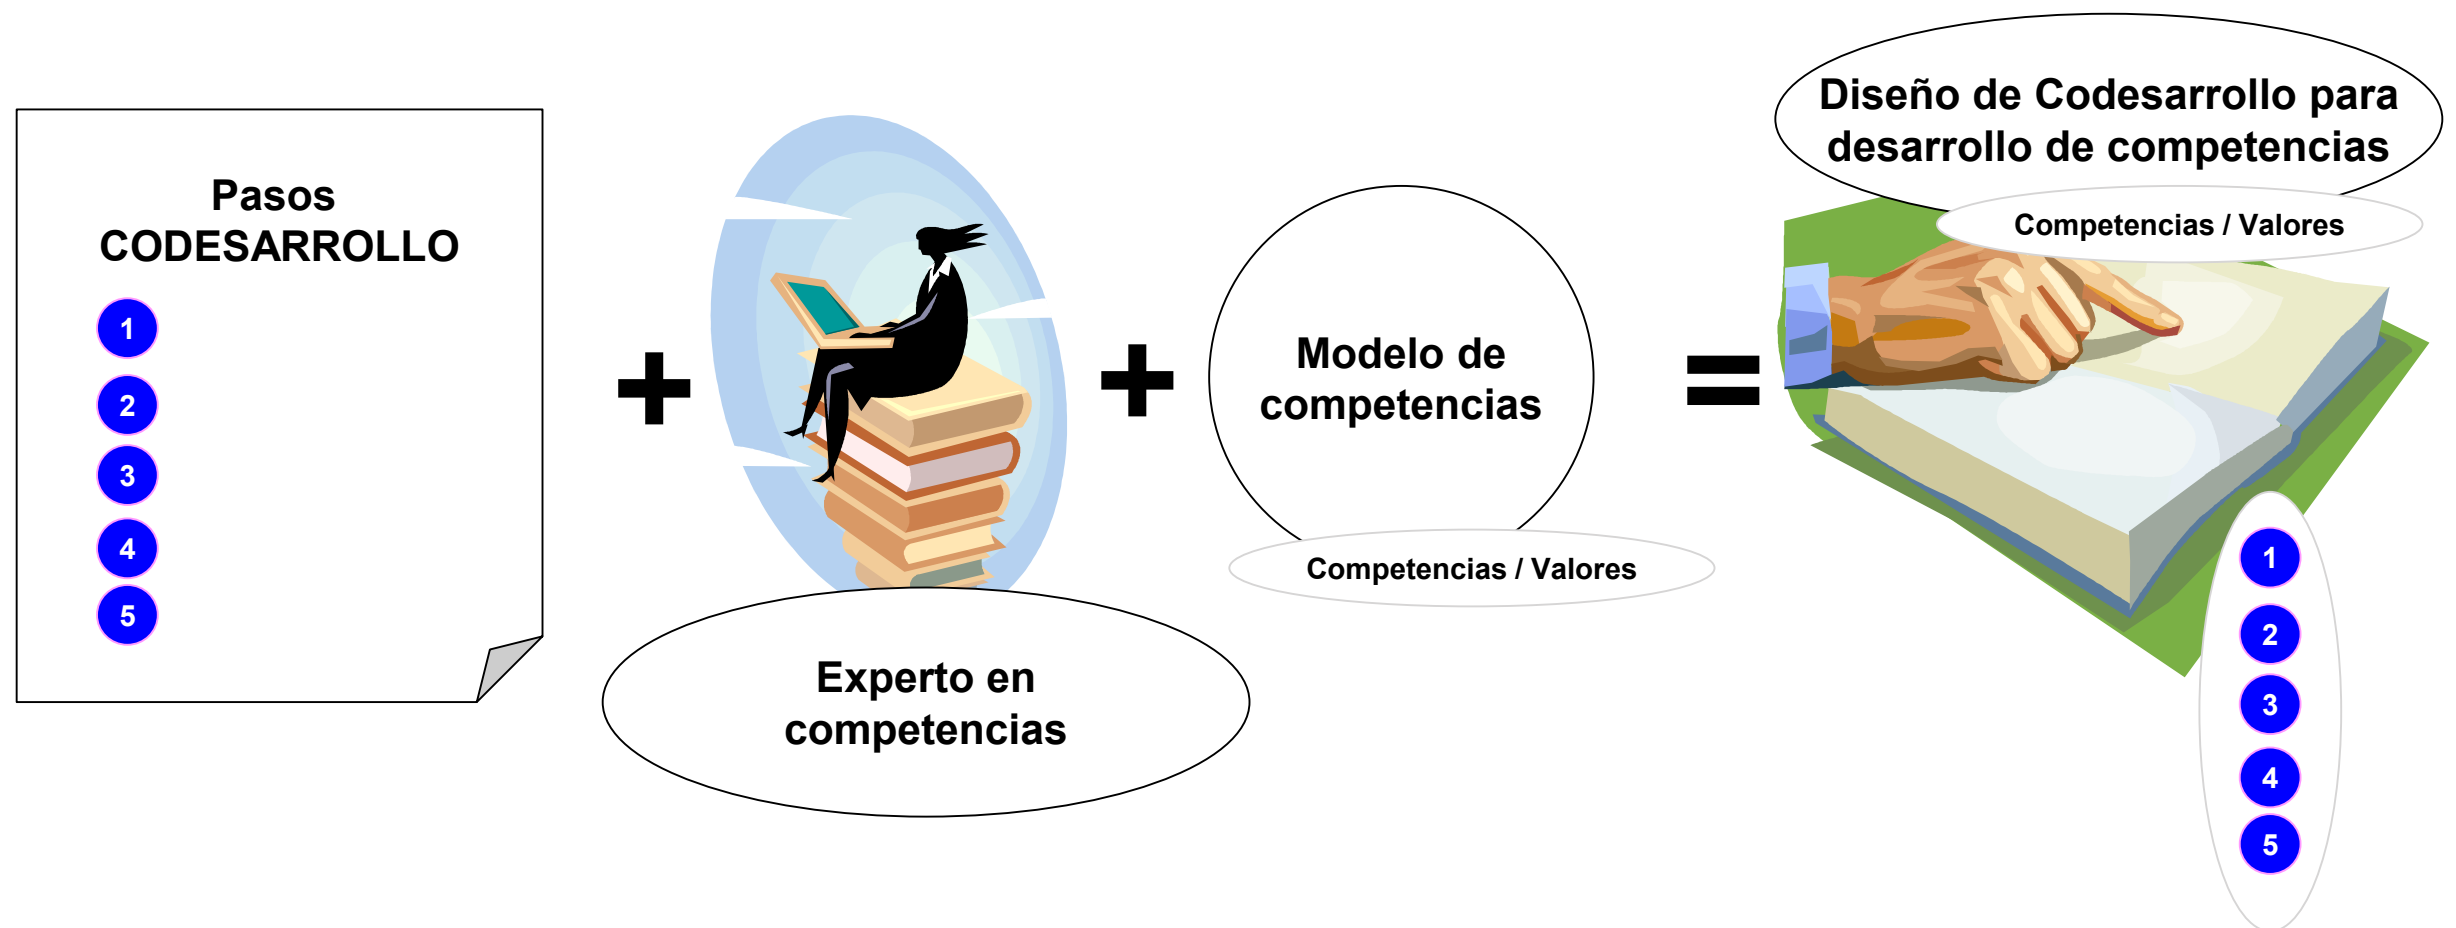 Pasos
CODESARROLLO
1
2
3
4
5
+
Experto en
competencias
+
Modelo de
competencias
Competencias / Valores
=
Diseño de Codesarrollo para
desarrollo de competencias
Competencias / Valores
1
2
3
4
5